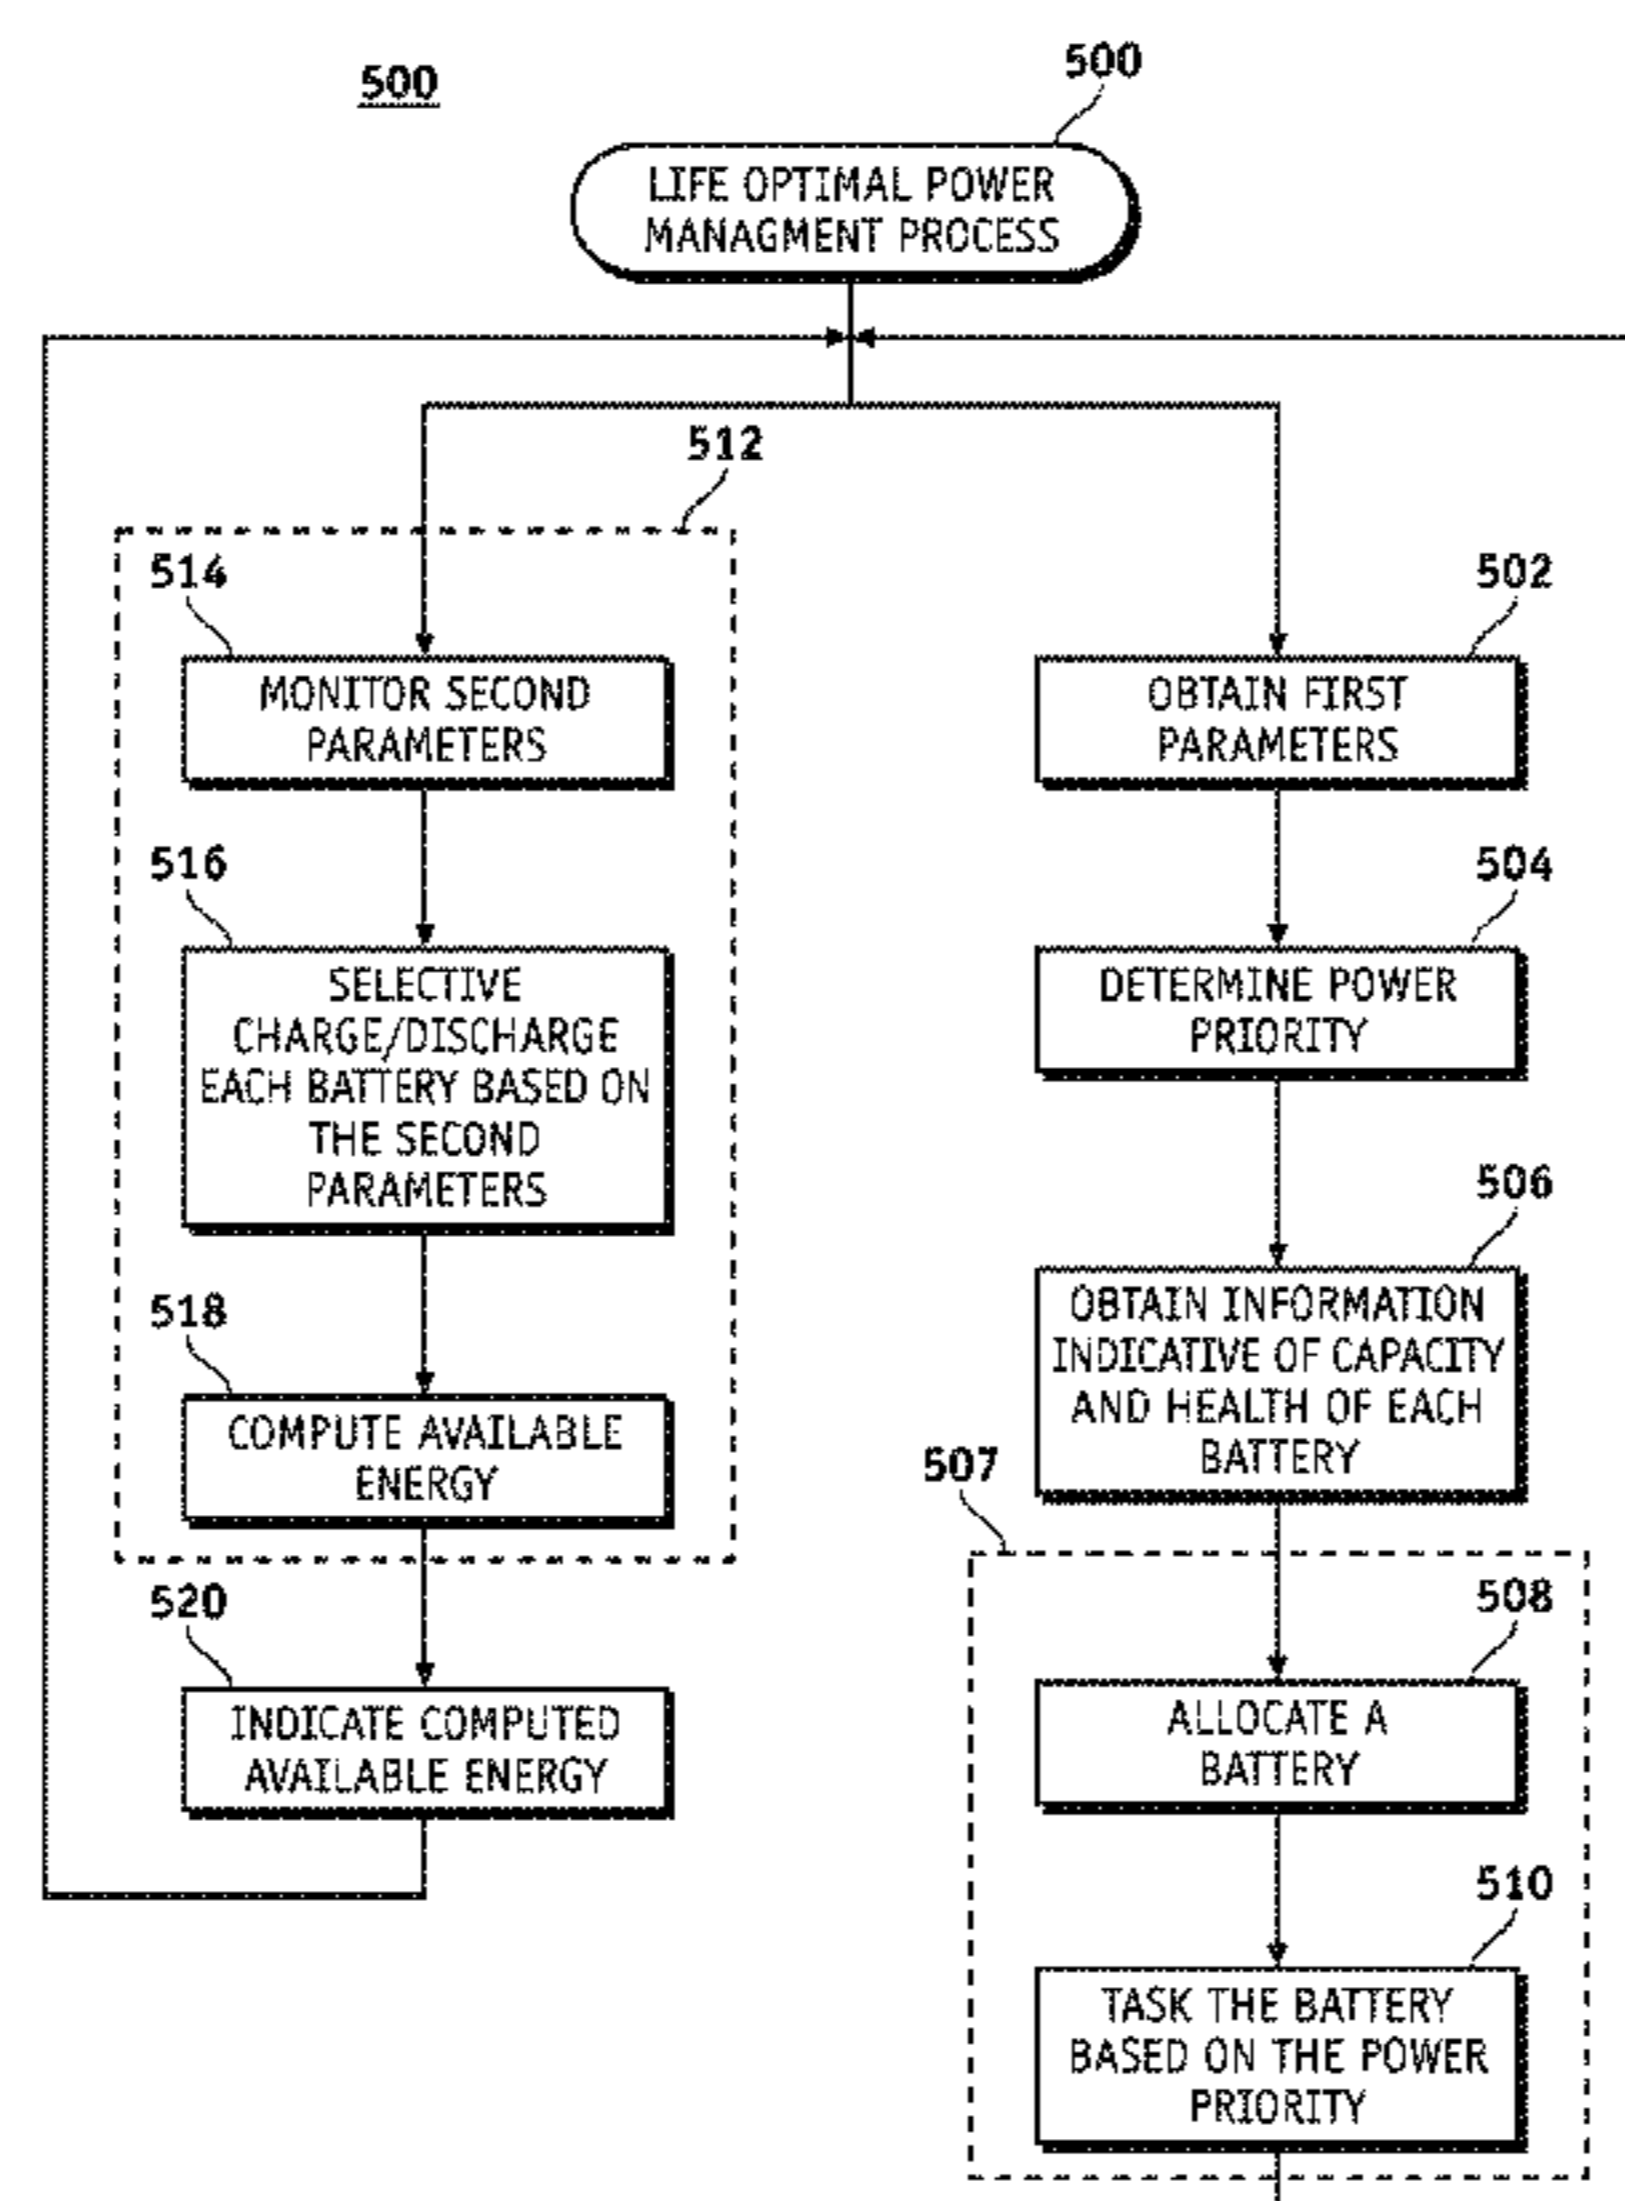 500
500
LIFE OPTIMAL POWER
MANAGMENT PROCESS
512
514
MONITOR SECOND
PARAMETERS
516
SELECTIVE
CHARGE/DISCHARGE
EACH BATTERY BASED ON
THE SECOND
PARAMETERS
518
COMPUTE AVAILABLE
ENERGY
520
INDICATE COMPUTED
AVAILABLE ENERGY
502
OBTAIN FIRST
PARAMETERS
504
DETERMINE POWER
PRIORITY
506
OBTAIN INFORMATION
INDICATIVE OF CAPACITY
AND HEALTH OF EACH
BATTERY
507
508
ALLOCATE A
BATTERY
510
TASK THE BATTERY
BASED ON THE POWER
PRIORITY